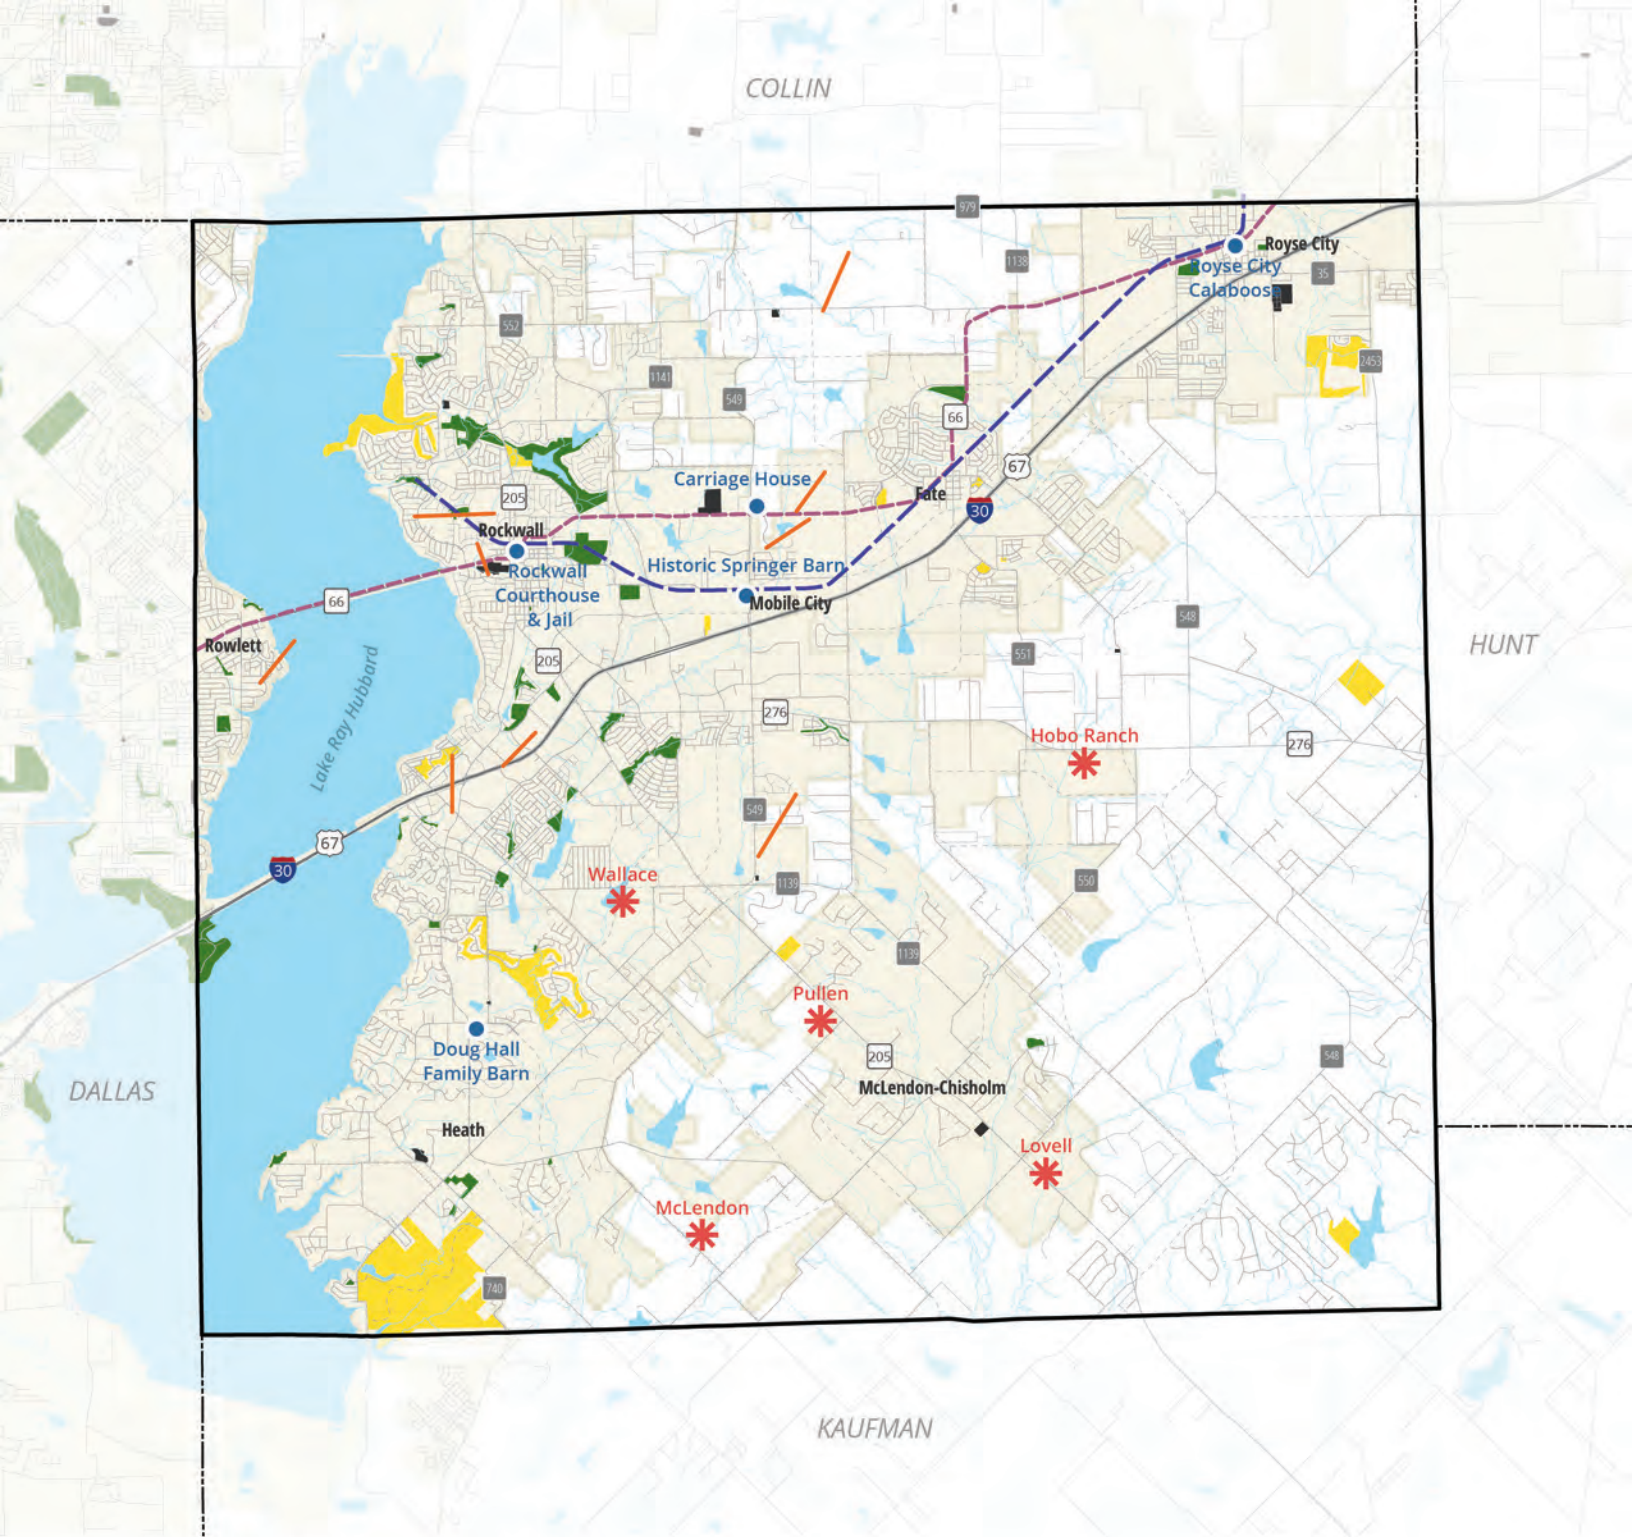 COLLIN
979
Royse City
1138
35
Royse City
Calaboose
552
2453
1141
549
66
Carriage House
67
205
Fate
30
Rockwall
Historic Springer Barn
Rockwall
Courthouse
& Jail
66
Mobile City
548
Rowlett
HUNT
551
205
Lake Ray Hubbard
276
Hobo Ranch
276
549
67
30
Wallace
1139
550
1139
Pullen
Doug Hall
Family Barn
205
548
DALLAS
McLendon-Chisholm
Heath
Lovell
McLendon
740
KAUFMAN